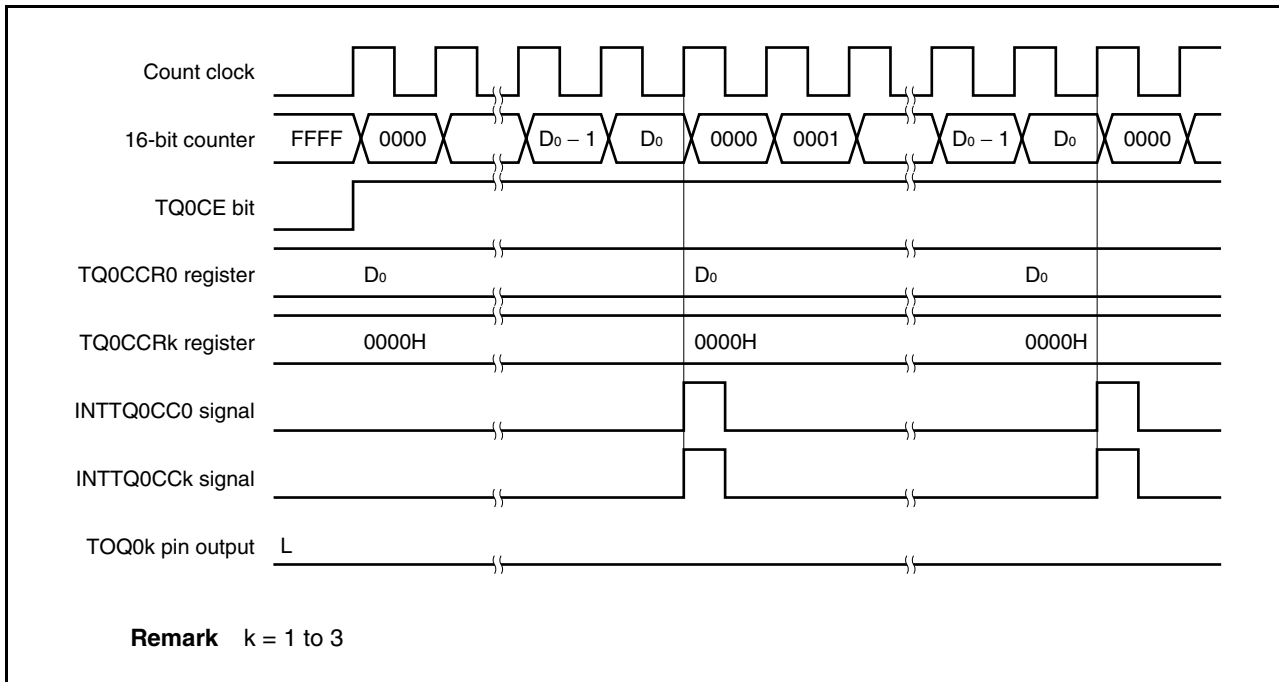 Count clock
16-bit counter FFFF 0000 D₀ – 1 D₀ 0000 0001 D₀ – 1 D₀ 0000
TQ0CE bit
TQ0CCR0 register D₀ D₀ D₀
TQ0CCRk register 0000H 0000H 0000H
INTTQ0CC0 signal
INTTQ0CCk signal
TOQ0k pin output L
Remark k = 1 to 3